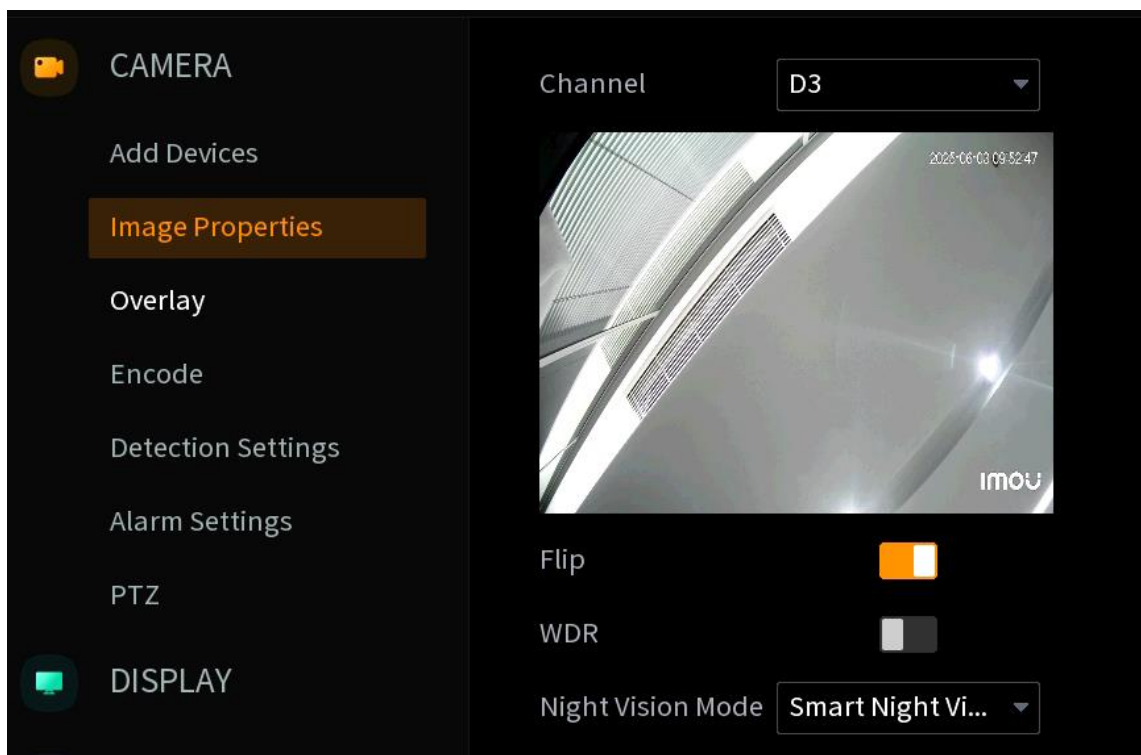 CAMERA
Add Devices
Image Properties
Overlay
Encode
Detection Settings
Alarm Settings
PTZ
DISPLAY
Channel
D3
2025-06-03 09:52:47
imou
Flip
WDR
Night Vision Mode
Smart Night Vi...